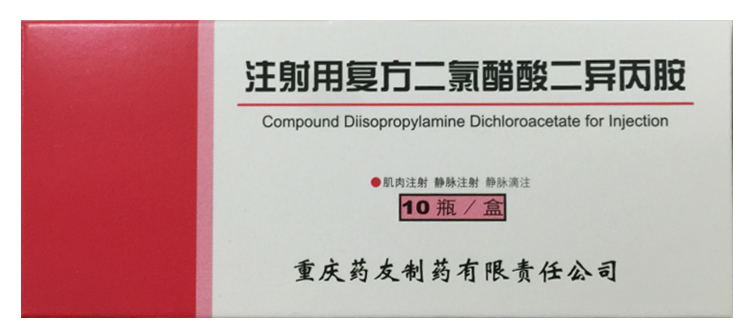 注射用复方二氯醋酸二异丙胺
Compound Diisopropylamine Dichloroacetate for Injection
●肌肉注射 静脉注射 静脉滴注
10 瓶 / 盒
重庆药友制药有限责任公司